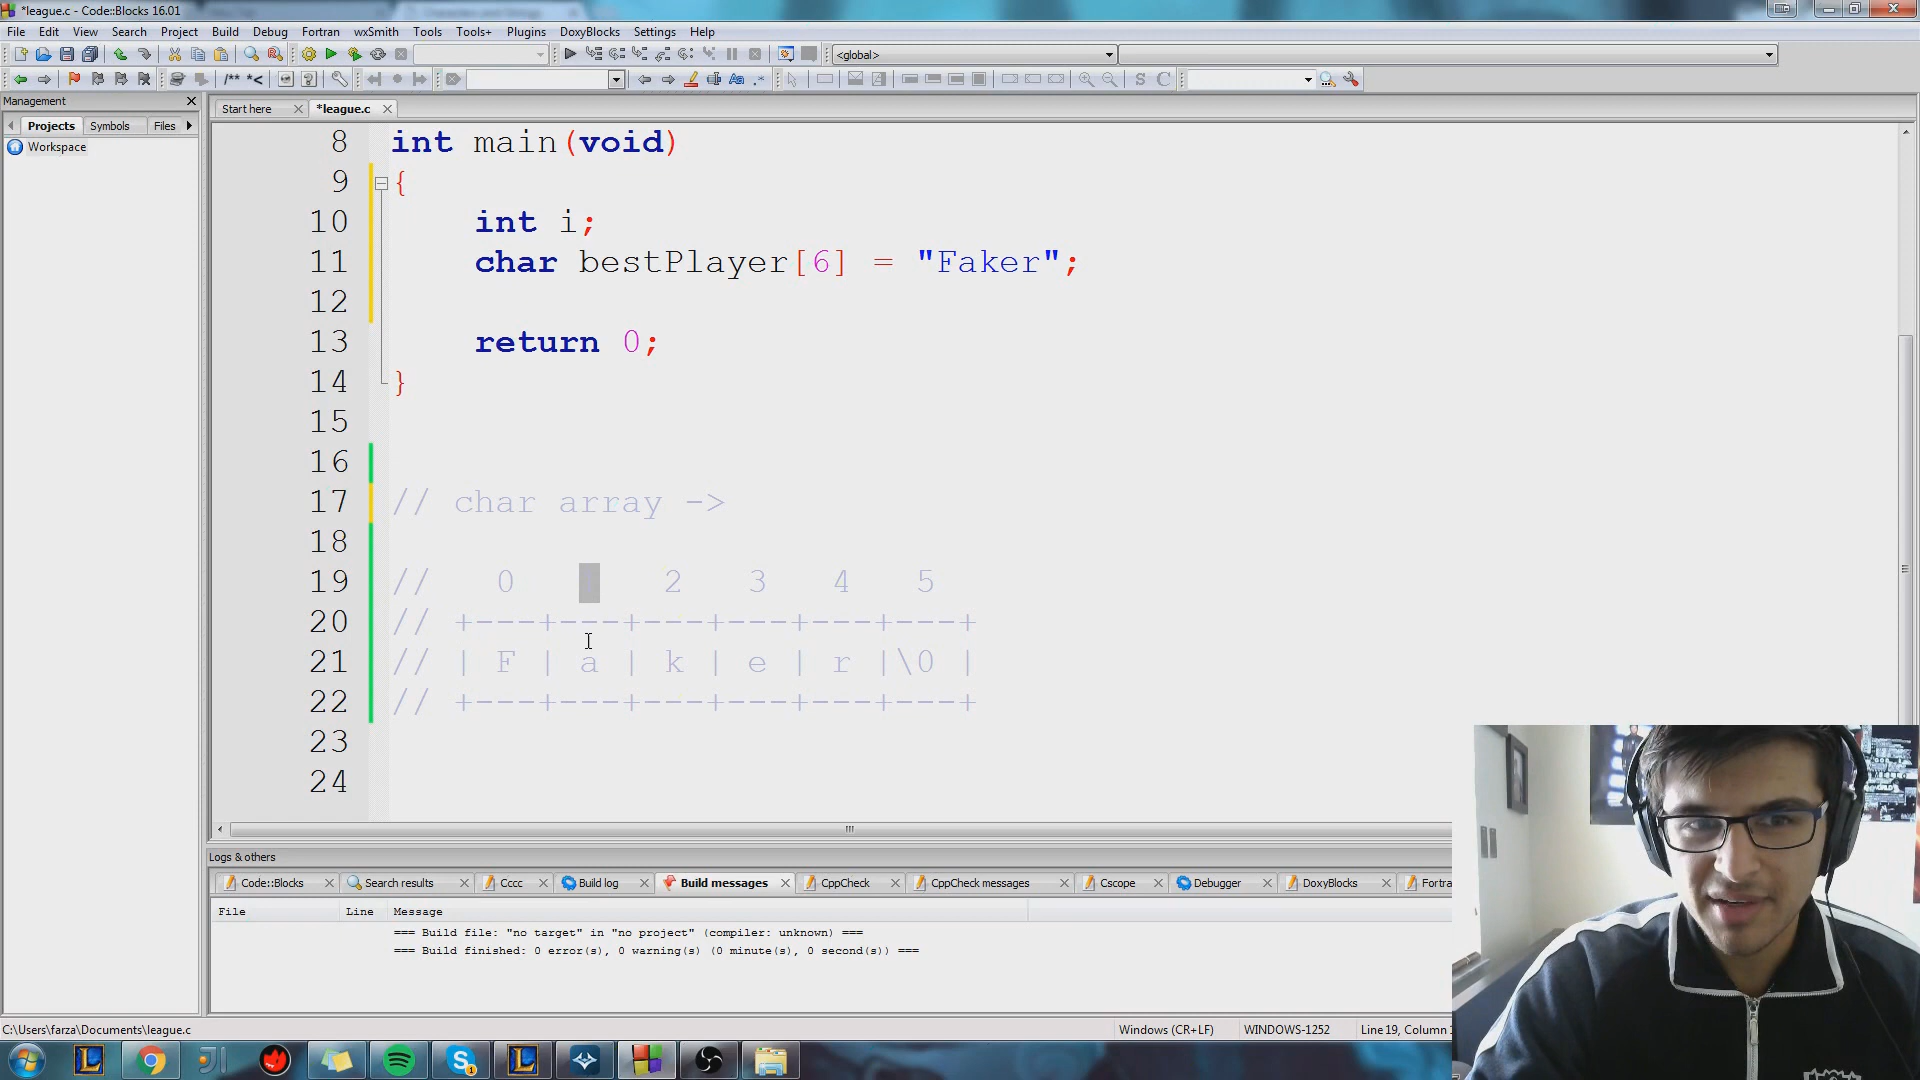 *league.c - Code::Blocks 16.01
File Edit View Search Project Build Debug Fortran wxSmith Tools Tools+ Plugins DoxyBlocks Settings Help
<global>
/** *<
Management
Start here *league.c
Projects Symbols Files
Workspace
8 int main(void)
9 {
10 int i;
11 char bestPlayer[6] = "Faker";
12
13 return 0;
14 }
15
16
17 // char array ->
18
19 // 0 2 3 4 5
20 // +---+---+---+---+---+---+
21 // | F | a | k | e | r |\0 |
22 // +---+---+---+---+---+---+
23
24
Logs & others
Code::Blocks Search results Cccc Build log Build messages CppCheck CppCheck messages Cscope Debugger DoxyBlocks Fortra
File Line Message
=== Build file: "no target" in "no project" (compiler: unknown) ===
=== Build finished: 0 error(s), 0 warning(s) (0 minute(s), 0 second(s)) ===
C:\Users\farza\Documents\league.c Windows (CR+LF) WINDOWS-1252 Line 19, Column